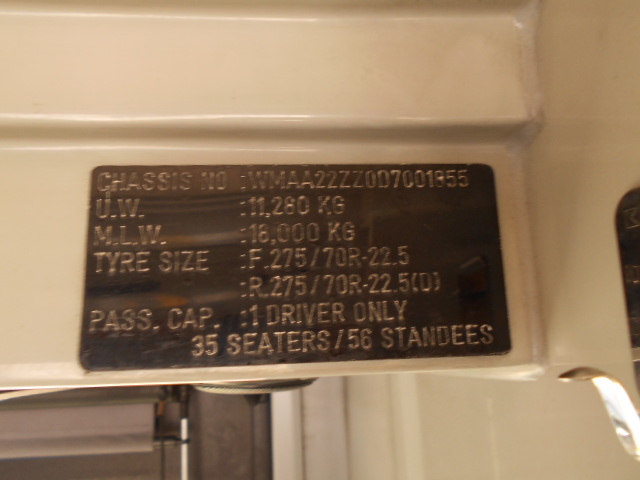 CHASSIS NO :WMAA22ZZ0D7001955
U.W. :11,280 KG
M.L.W. :18,000 KG
TYRE SIZE :F.275/70R-22.5
:R.275/70R-22.5(D)
PASS. CAP. :1 DRIVER ONLY
35 SEATERS/56 STANDEES